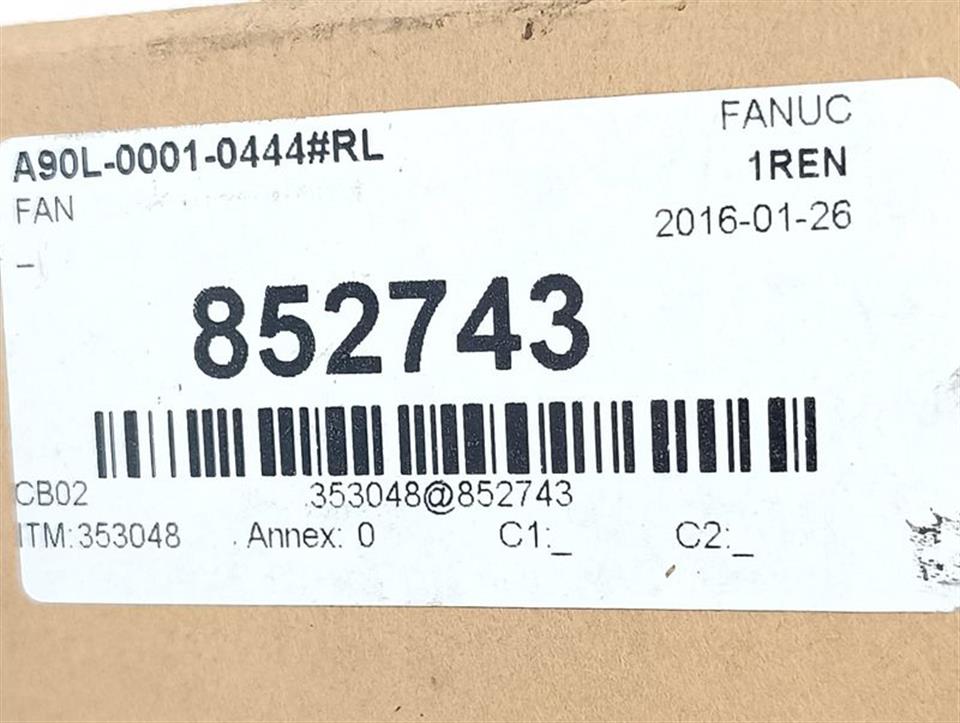 A90L-0001-0444#RL
FANUC
FAN
1REN
2016-01-26
_
852743
CB02
353048@852743
ITM:353048 Annex: 0 C1:_ C2:_